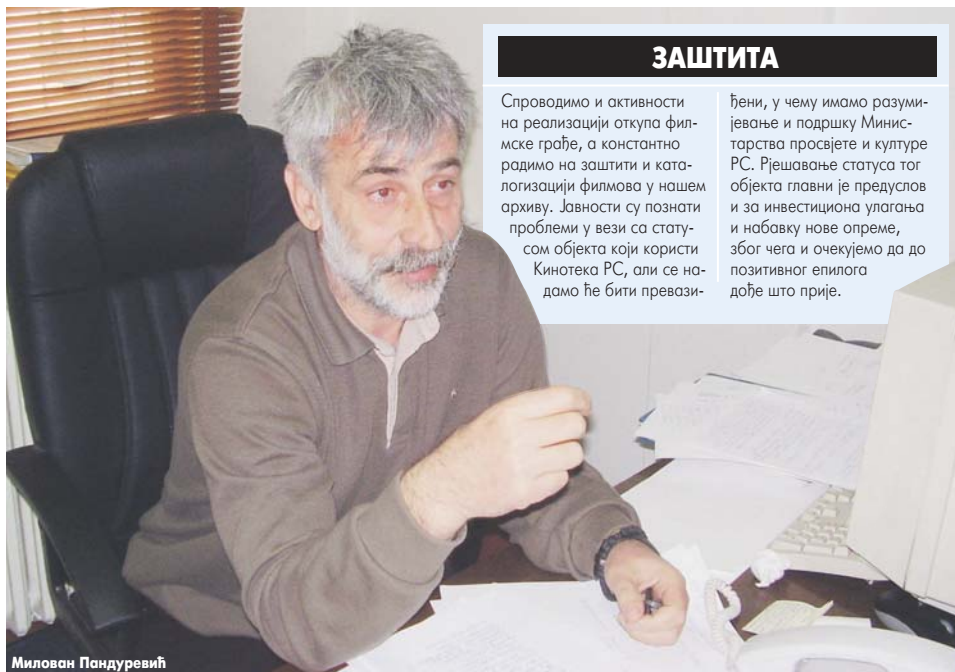 ЗАШТИТА
Спроводимо и активности
на реализацији откупа фил-
мске грађе, а константно
радимо на заштити и ката-
логизацији филмова у нашем
архиву. Јавности су познати
проблеми у вези са стату-
сом објекта који користи
Кинотека РС, али се на-
дамо ће бити превази-
ђени, у чему имамо разуми-
јевање и подршку Минис-
тарства просвјете и културе
РС. Рјешавање статуса тог
објекта главни је предуслов
и за инвестициона улагања
и набавку нове опреме,
због чега и очекујемо да до
позитивног епилога
дође што прије.
Милован Пандуревић